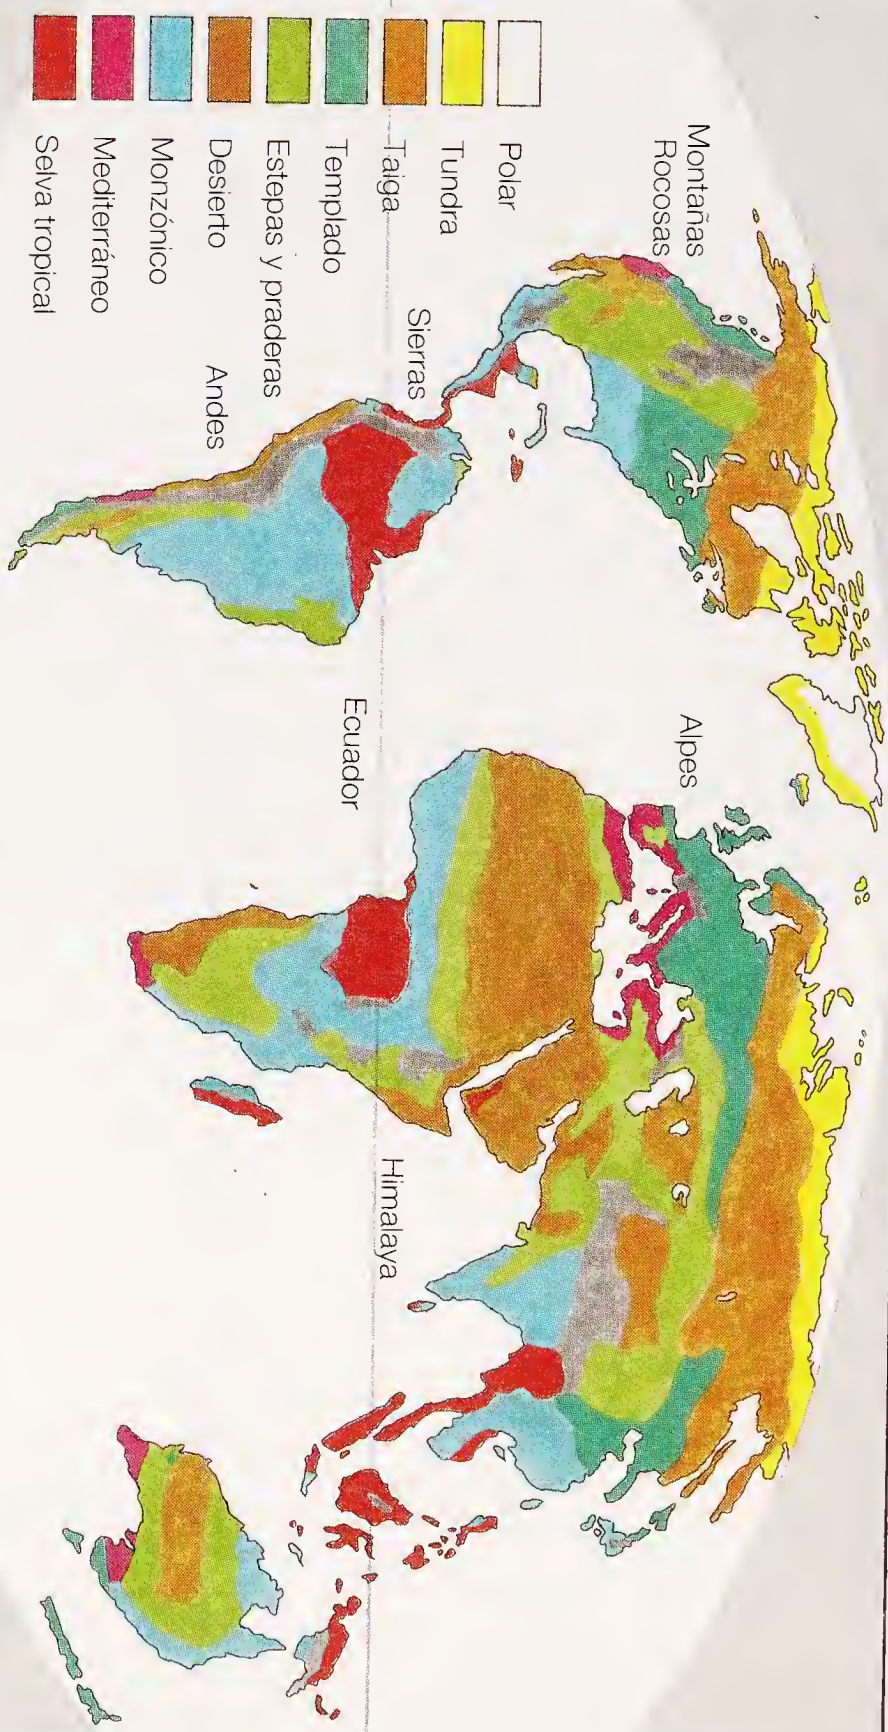 Montañas
Rocosas
Alpes
Sierras
Andes
Ecuador
Himalaya
Polar
Tundra
Taiga
Templado
Estepas y praderas
Desierto
Monzónico
Mediterráneo
Selva tropical